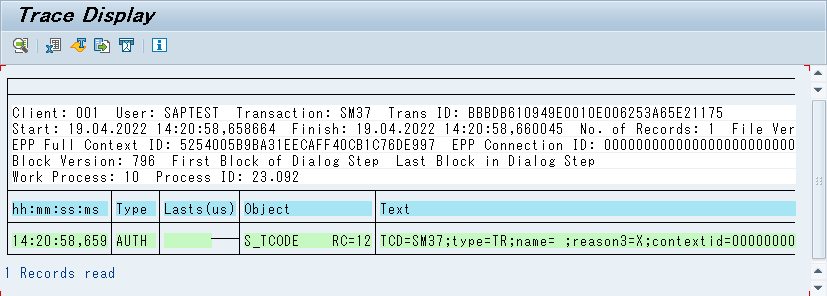 Trace Display
Client: 001 User: SAPTEST Transaction: SM37 Trans ID: BBBDB610949E0010E006253A65E21175
Start: 19.04.2022 14:20:58,658664 Finish: 19.04.2022 14:20:58,660045 No. of Records: 1 File Ver
EPP Full Context ID: 5254005B9BA31EECAFF40CB1C76DE997 EPP Connection ID: 00000000000000000000000
Block Version: 796 First Block of Dialog Step Last Block in Dialog Step
Work Process: 10 Process ID: 23.092
hh:mm:ss:ms Type Lasts(us) Object Text
14:20:58,659 AUTH S_TCODE RC=12 TCD=SM37;type=TR;name= ;reason3=X;contextid=00000000
1 Records read